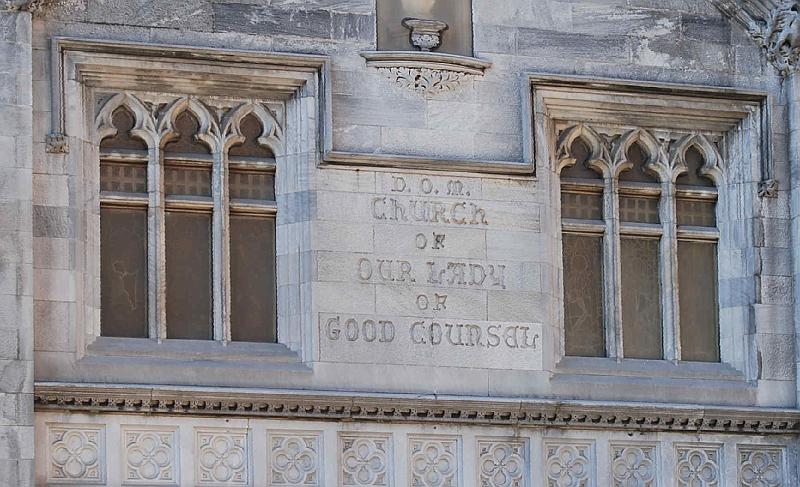 D. O. M.
CHURCH
OF
OUR LADY
OF
GOOD COUNSEL